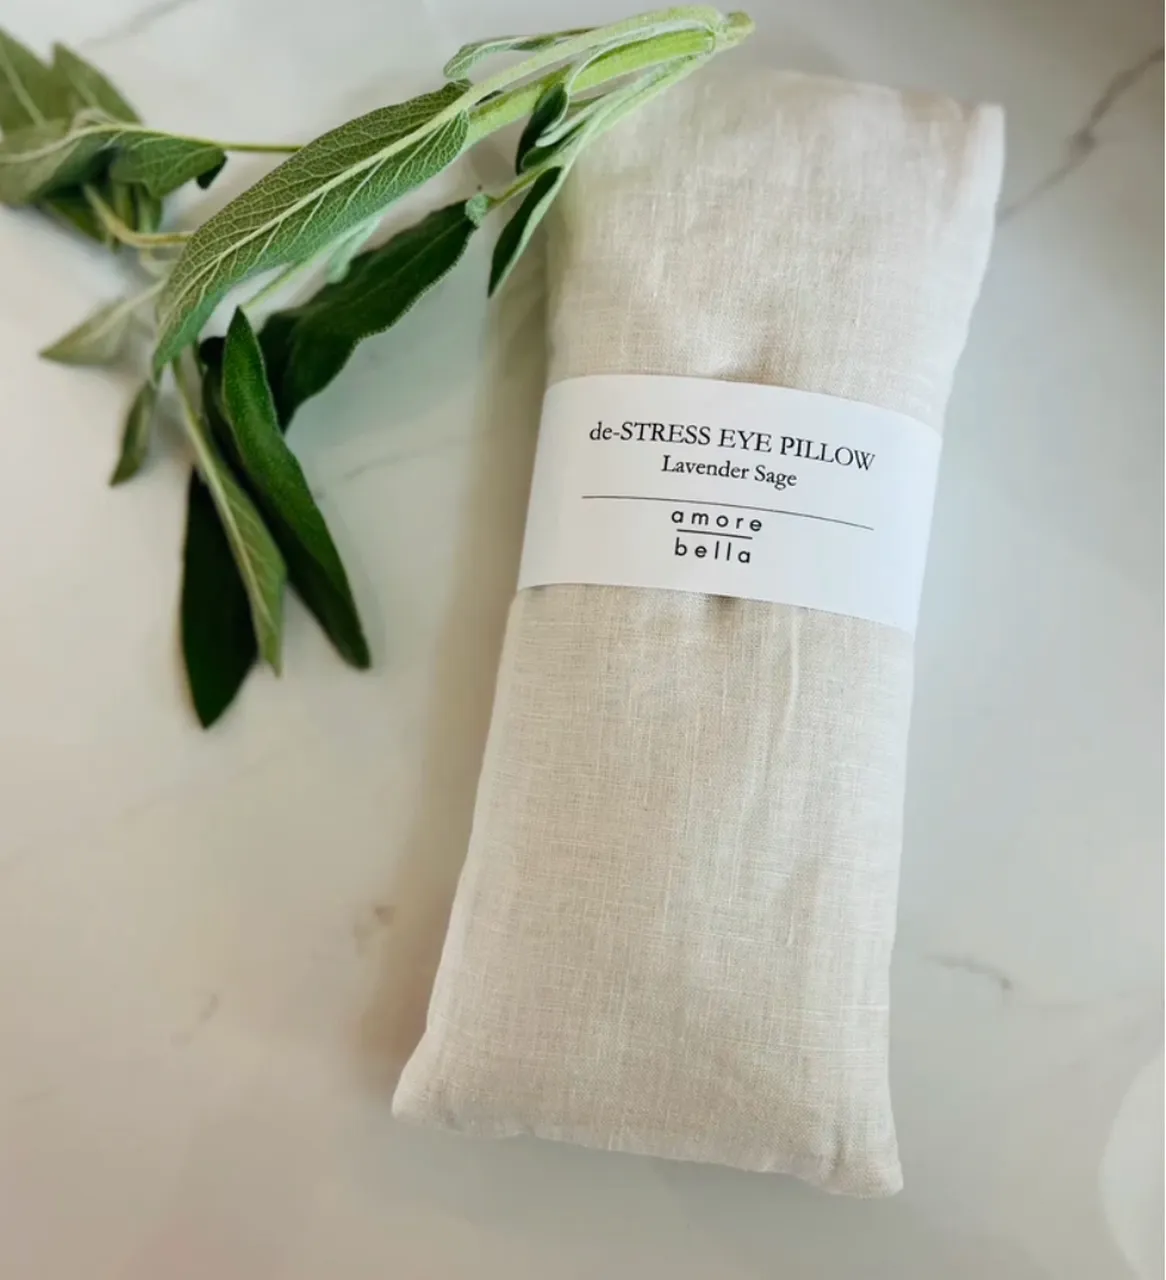 de-STRESS EYE PILLOW
Lavender Sage
amore
bella